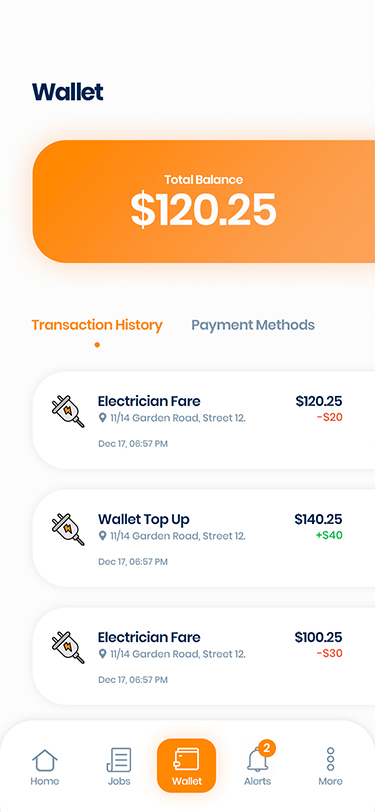 Wallet
Total Balance
$120.25
Transaction History Payment Methods
Electrician Fare $120.25
11/14 Garden Road, Street 12. -$20
Dec 17, 06:57 PM
Wallet Top Up $140.25
11/14 Garden Road, Street 12. +$40
Dec 17, 06:57 PM
Electrician Fare $100.25
11/14 Garden Road, Street 12. -$30
Dec 17, 06:57 PM
2
Home Jobs Wallet Alerts More